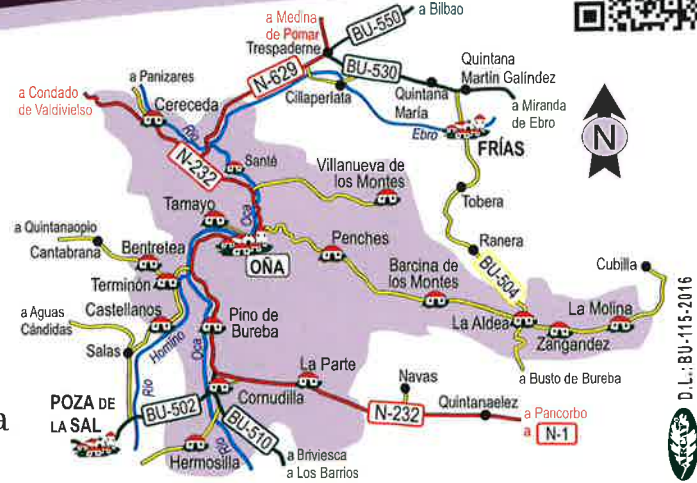 a Medina
de Pomar
BU-550
a Bilbao
Trespaderne
BU-530
Quintana
Martín Galíndez
N-629
a Panizares
a Condado
de Valdivielso
Cereceda
Cillaperlata
Quintana
María
a Miranda
de Ebro
Río
Ebro
FRÍAS
N
N-232
Santé
Villanueva de
los Montes
Tamayo
Oca
Tobera
a Quintanaopio
Cantabrana
Bentretea
OÑA
Penches
Ranera
BU-504
Cubilla
Terminón
Barcina de
los Montes
Castellanos
a Aguas
Cándidas
Pino de
Bureba
La Aldea
La Molina
Zangandez
Salas
Homino
Oca
Río
La Parte
Navas
a Busto de Bureba
POZA DE
LA SAL
BU-502
Cornudilla
Quintanaelez
N-232
a Pancorbo
a N-1
BU-510
Hermosilla
Río
a Briviesca
a Los Barrios
a
D.L.: BU-115-2016
ARCAY